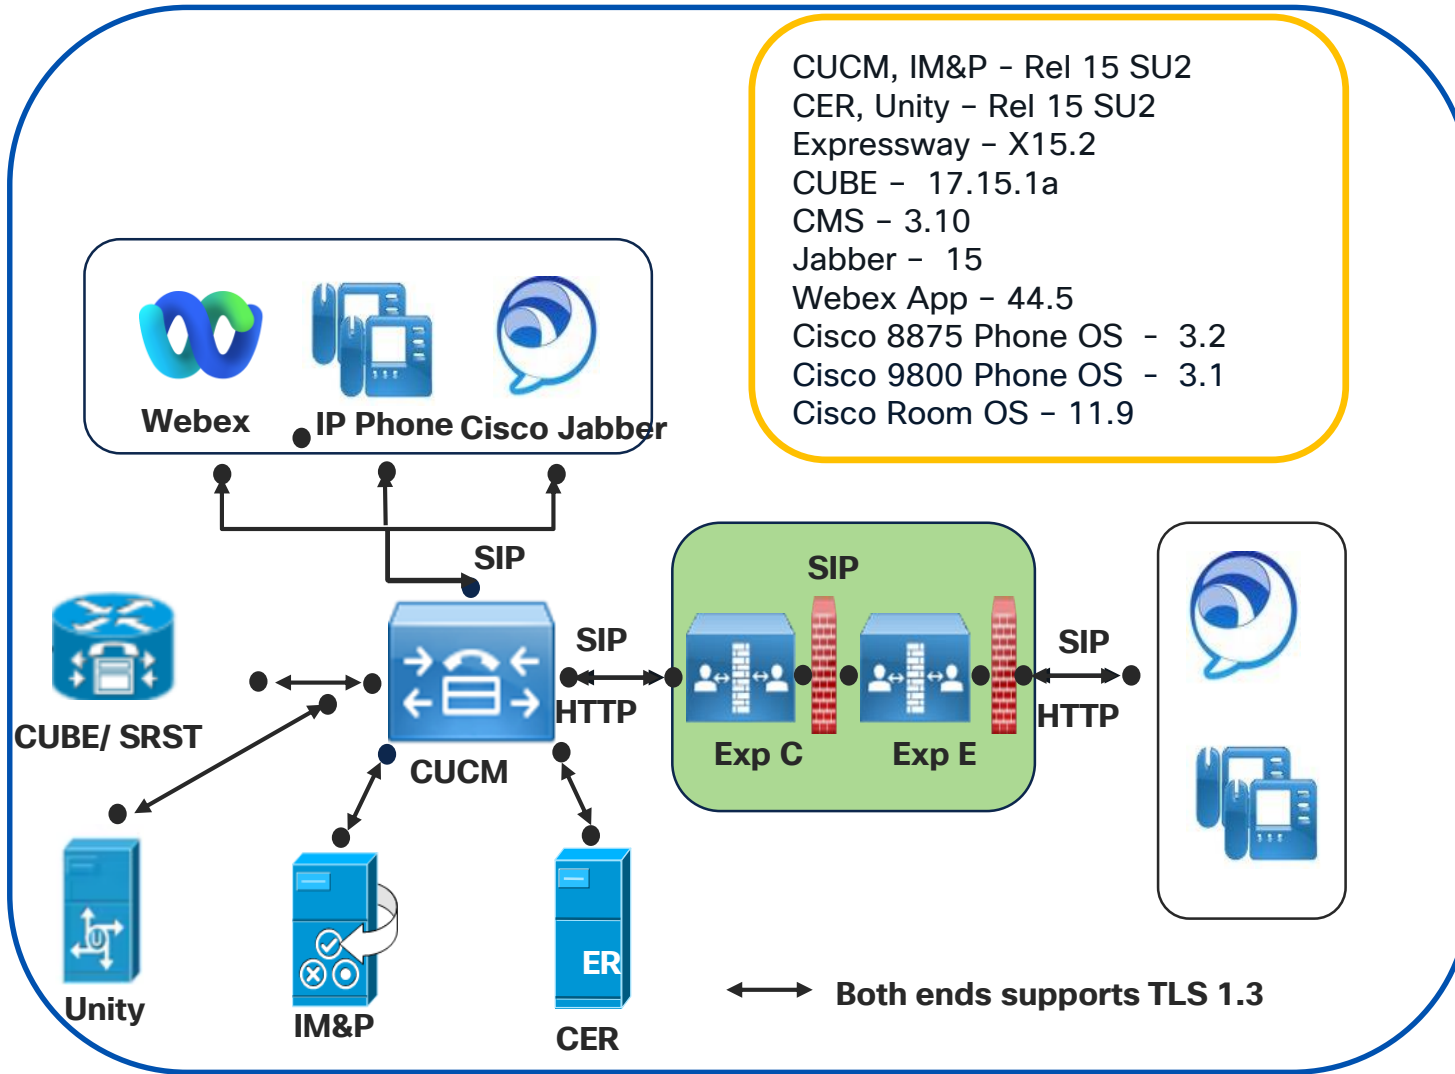 CUCM, IM&P – Rel 15 SU2
CER, Unity – Rel 15 SU2
Expressway – X15.2
CUBE –  17.15.1a
CMS – 3.10
Jabber –  15
Webex App – 44.5
Cisco 8875 Phone OS  -  3.2
Cisco 9800 Phone OS  -  3.1
Cisco Room OS – 11.9
Webex
IP Phone
Cisco Jabber
SIP
SIP
SIP
SIP
HTTP
HTTP
CUBE/ SRST
CUCM
Exp C
Exp E
U
ER
Unity
IM&P
CER
Both ends supports TLS 1.3